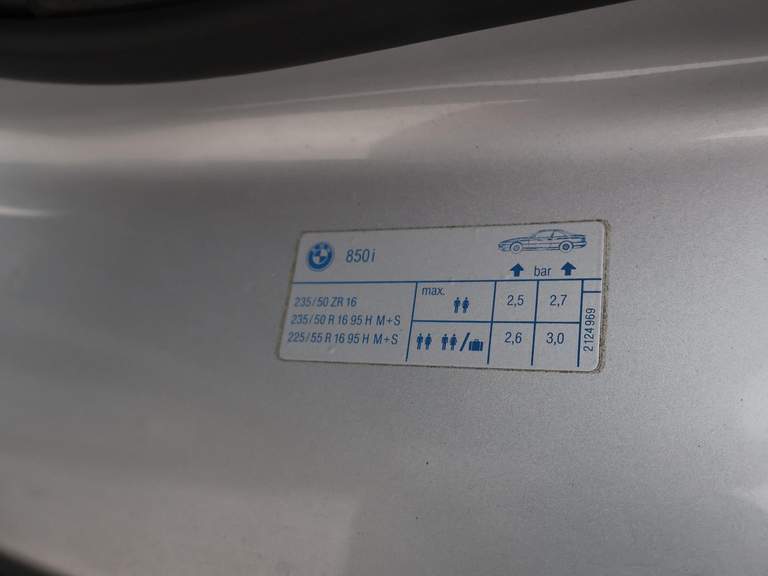 850i
bar
235/50 ZR 16
235/50 R 16 95 H M+S
225/55 R 16 95 H M+S
max.
2,5 2,7
/ 2,6 3,0
2124969